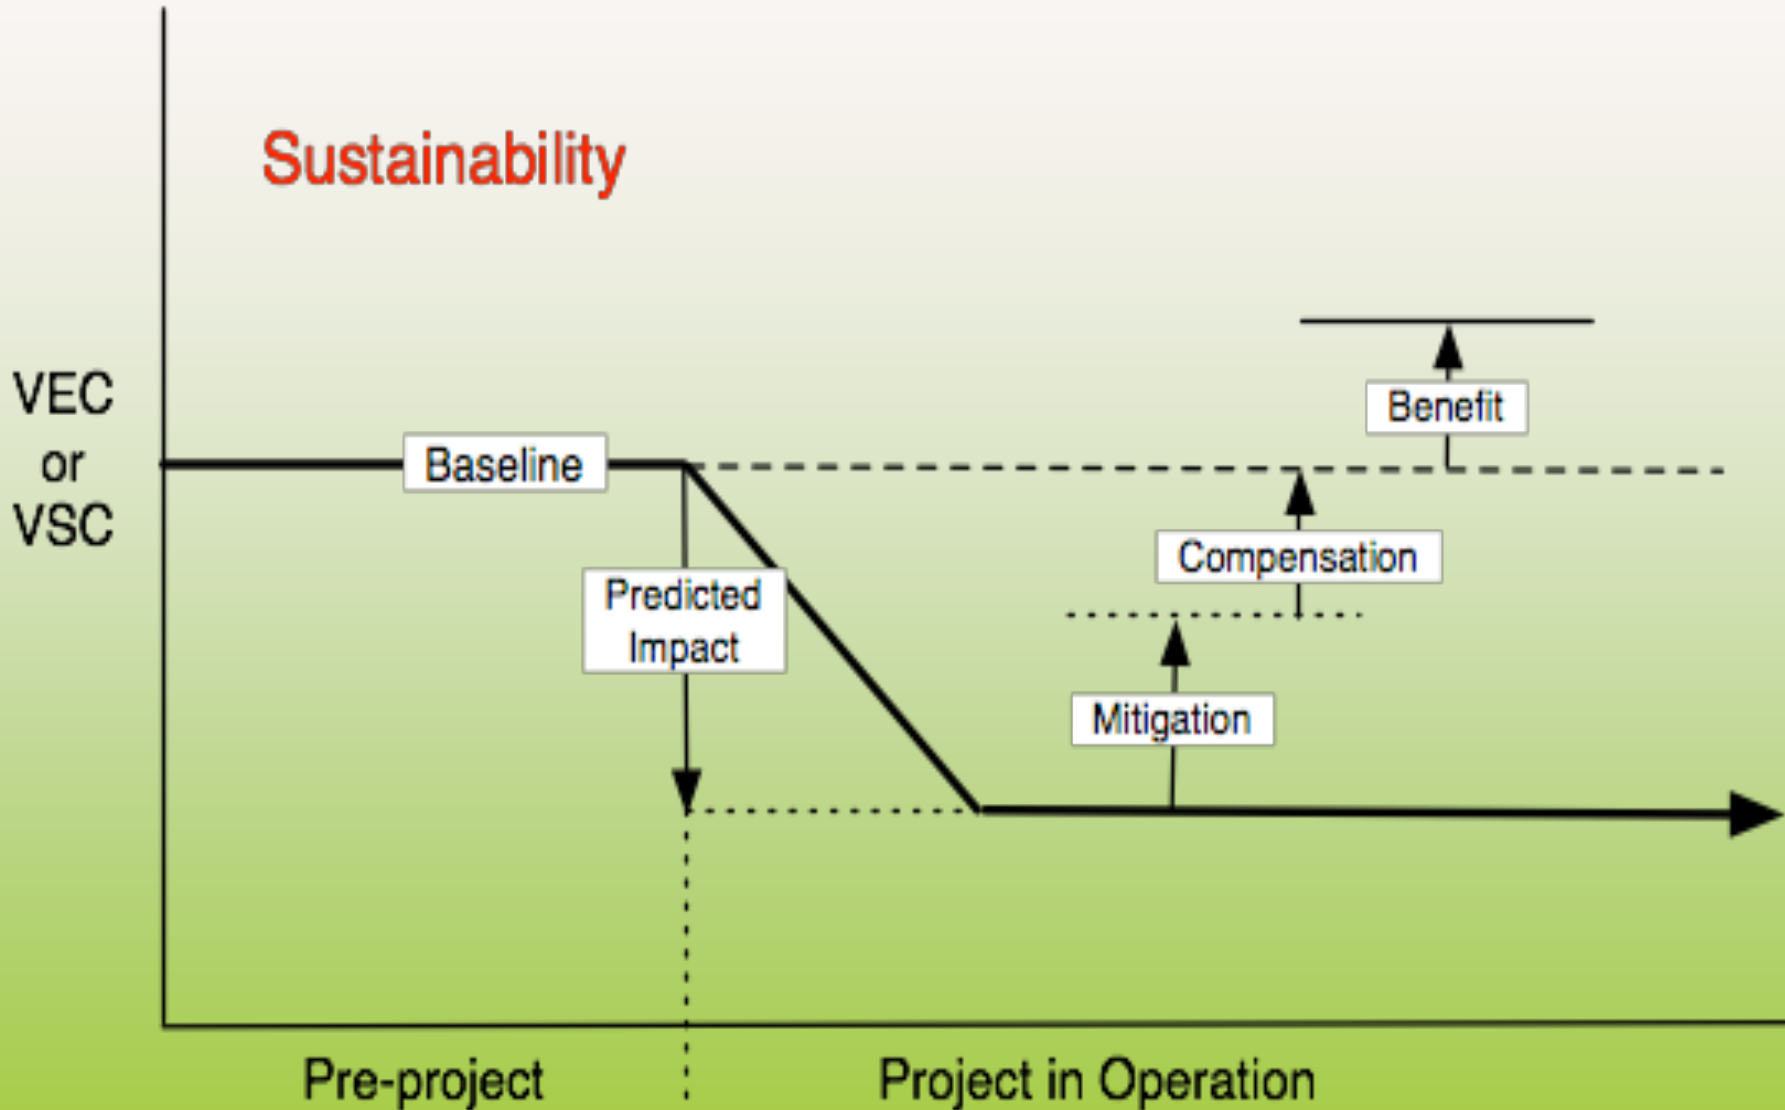 Sustainability
VEC
or
VSC
Baseline
Benefit
Compensation
Predicted
Impact
Mitigation
Pre-project
Project in Operation